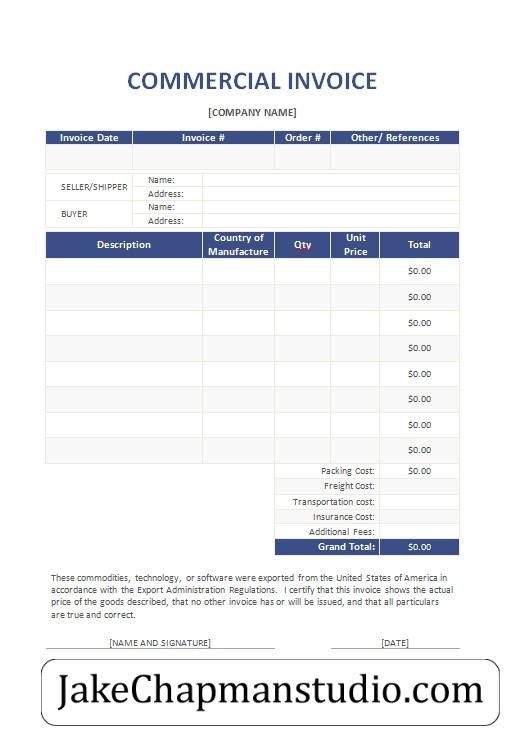 COMMERCIAL INVOICE
[COMPANY NAME]
Invoice Date Invoice # Order # Other/ References
SELLER/SHIPPER
Name:
Address:
BUYER
Name:
Address:
Description Country of Manufacture Qty Unit Price Total
$0.00
$0.00
$0.00
$0.00
$0.00
$0.00
$0.00
$0.00
Packing Cost: $0.00
Freight Cost:
Transportation cost:
Insurance Cost:
Additional Fees:
Grand Total: $0.00
These commodities, technology, or software were exported from the United States of America in
accordance with the Export Administration Regulations. I certify that this invoice shows the actual
price of the goods described, that no other invoice has or will be issued, and that all particulars
are true and correct.
[NAME AND SIGNATURE] [DATE]
JakeChapmanstudio.com